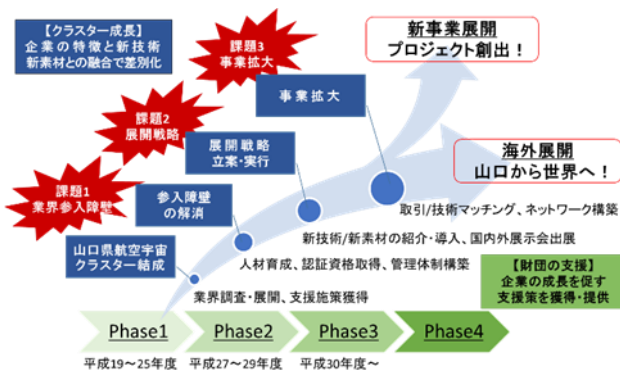 【クラスター成長】
企業の特徴と新技術
新素材との融合で差別化
課題3
事業拡大
新事業展開
プロジェクト創出！
課題2
展開戦略
事業拡大
展開戦略
立案・実行
海外展開
山口から世界へ！
課題1
業界参入障壁
参入障壁
の解消
取引/技術マッチング、ネットワーク構築
新技術/新素材の紹介・導入、国内外展示会出展
山口県航空宇宙
クラスター結成
人材育成、認証資格取得、管理体制構築
【財団の支援】
企業の成長を促す
支援策を獲得・提供
業界調査・展開、支援施策獲得
Phase1
Phase2
Phase3
Phase4
平成19～25年度
平成27～29年度
平成30年度～